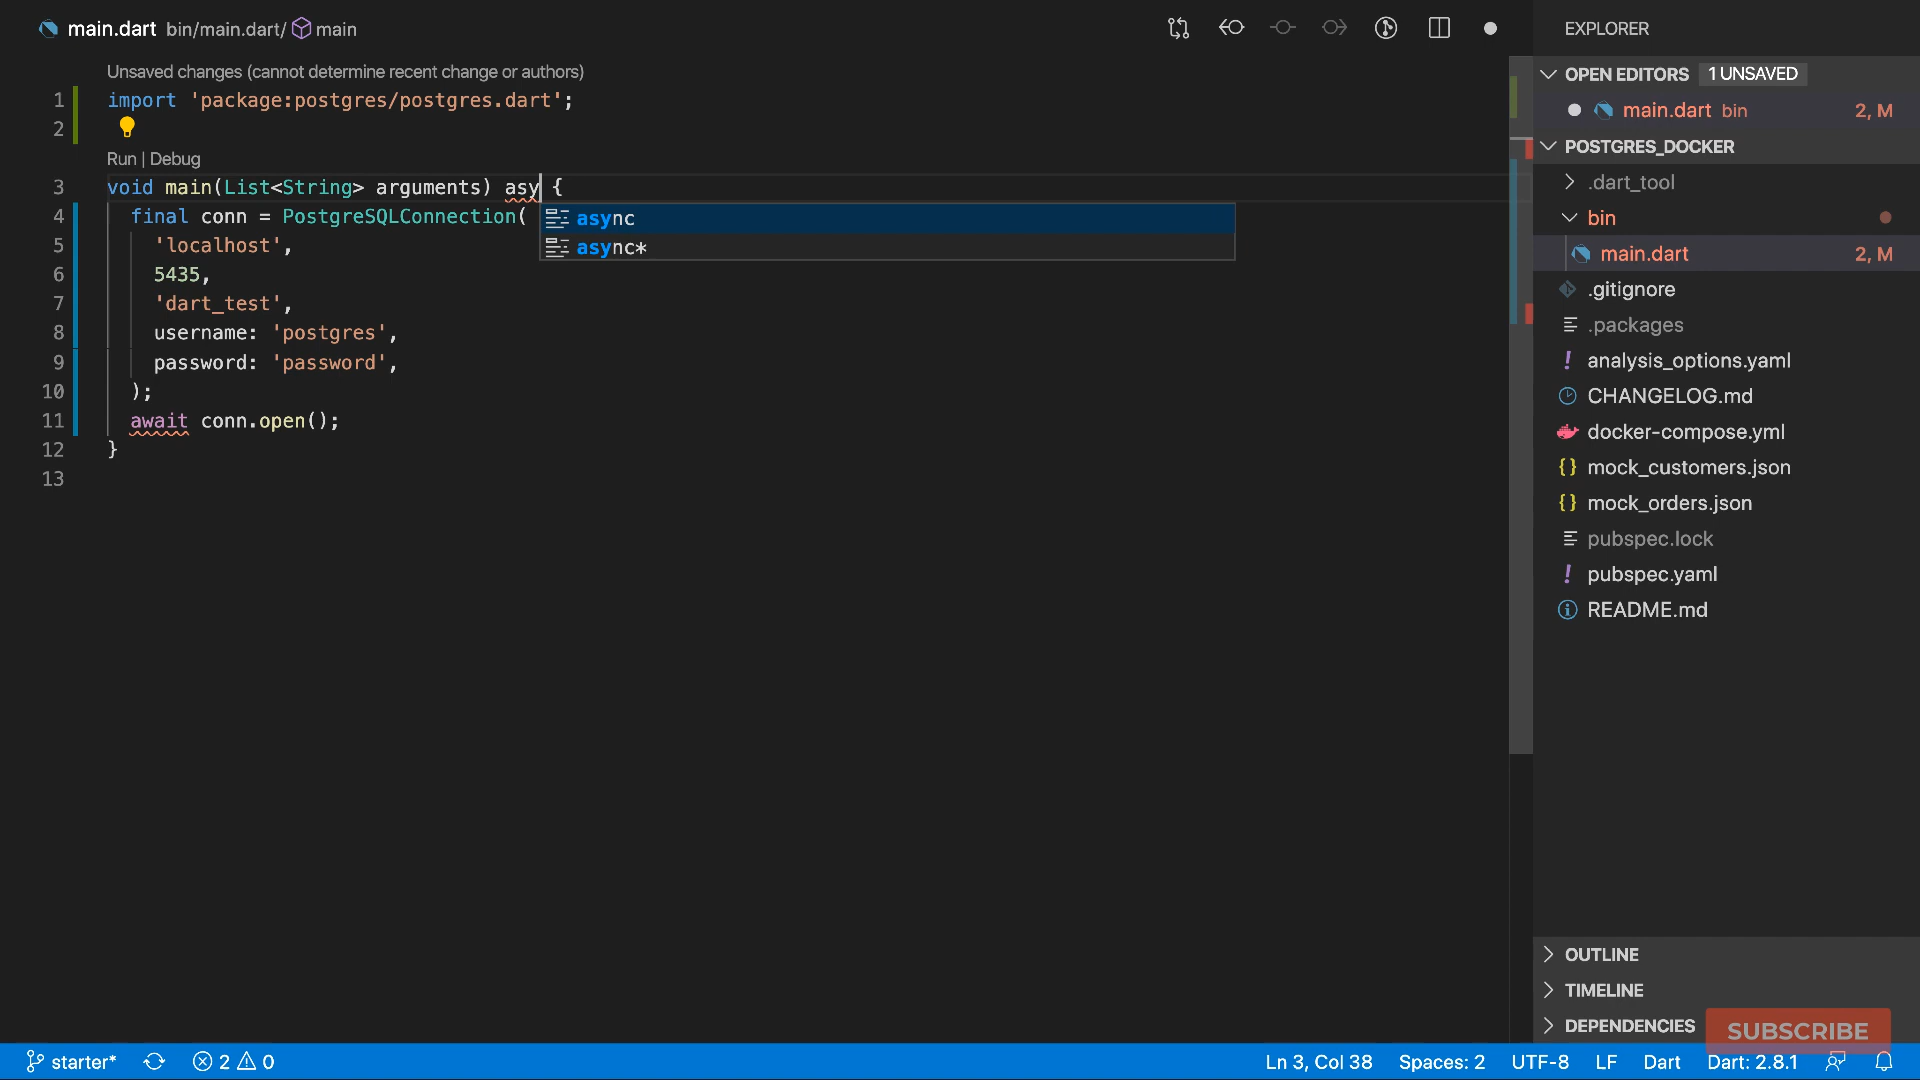 main.dart bin/main.dart/ main
Unsaved changes (cannot determine recent change or authors)
1 import 'package:postgres/postgres.dart';
2
Run | Debug
3 void main(List<String> arguments) asy {
async
async*
4 final conn = PostgreSQLConnection(
5 'localhost',
6 5435,
7 'dart_test',
8 username: 'postgres',
9 password: 'password',
10 );
11 await conn.open();
12 }
13
EXPLORER
OPEN EDITORS 1 UNSAVED
main.dart bin 2, M
POSTGRES_DOCKER
.dart_tool
bin
main.dart 2, M
.gitignore
.packages
! analysis_options.yaml
CHANGELOG.md
docker-compose.yml
{} mock_customers.json
{} mock_orders.json
pubspec.lock
! pubspec.yaml
README.md
OUTLINE
TIMELINE
DEPENDENCIES
SUBSCRIBE
starter* 2 0 Ln 3, Col 38 Spaces: 2 UTF-8 LF Dart Dart: 2.8.1